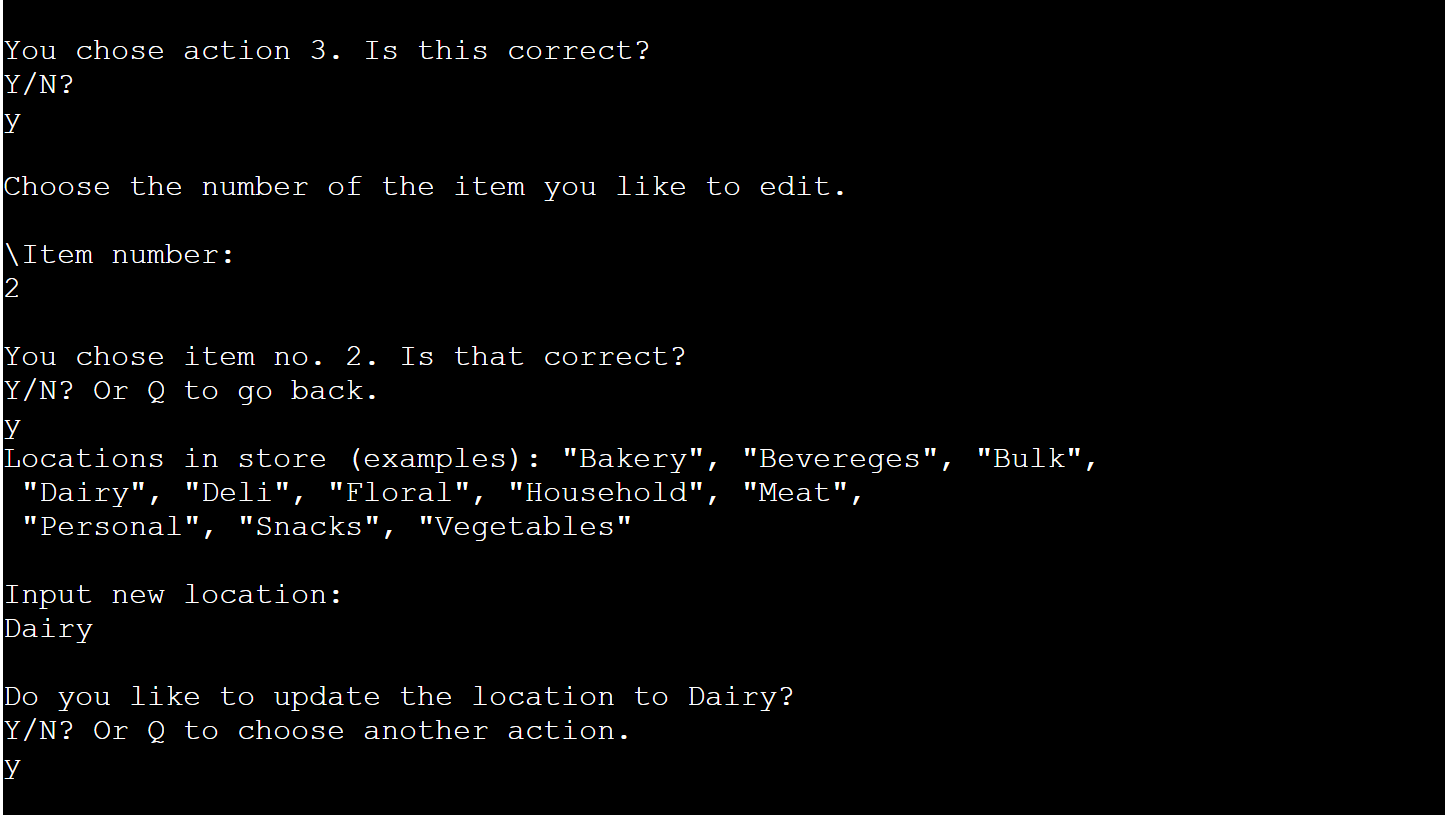 You chose action 3. Is this correct?
Y/N?
y
Choose the number of the item you like to edit.
\Item number:
2
You chose item no. 2. Is that correct?
Y/N? Or Q to go back.
y
Locations in store (examples): "Bakery", "Bevereges", "Bulk",
"Dairy", "Deli", "Floral", "Household", "Meat",
"Personal", "Snacks", "Vegetables"
Input new location:
Dairy
Do you like to update the location to Dairy?
Y/N? Or Q to choose another action.
y